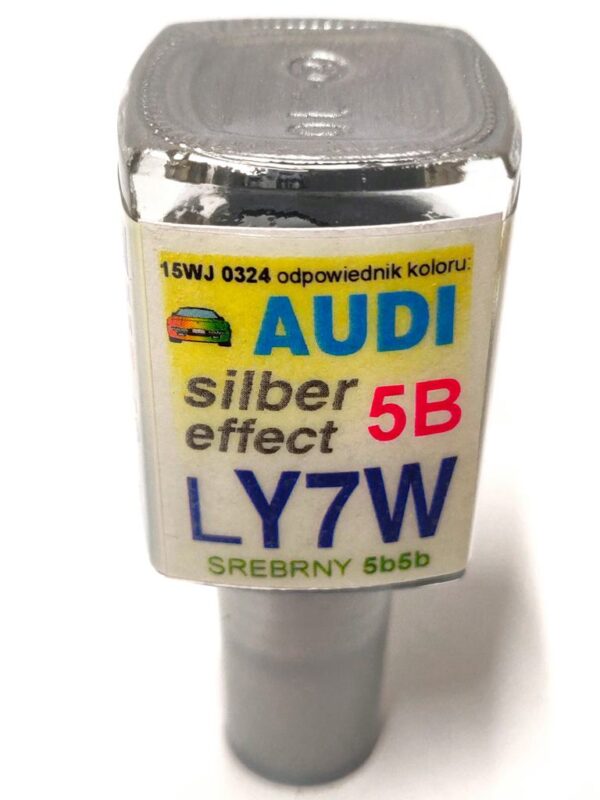 15WJ 0324 odpowiednik koloru:
AUDI
silber
effect 5B
LY7W
SREBRNY 5b5b